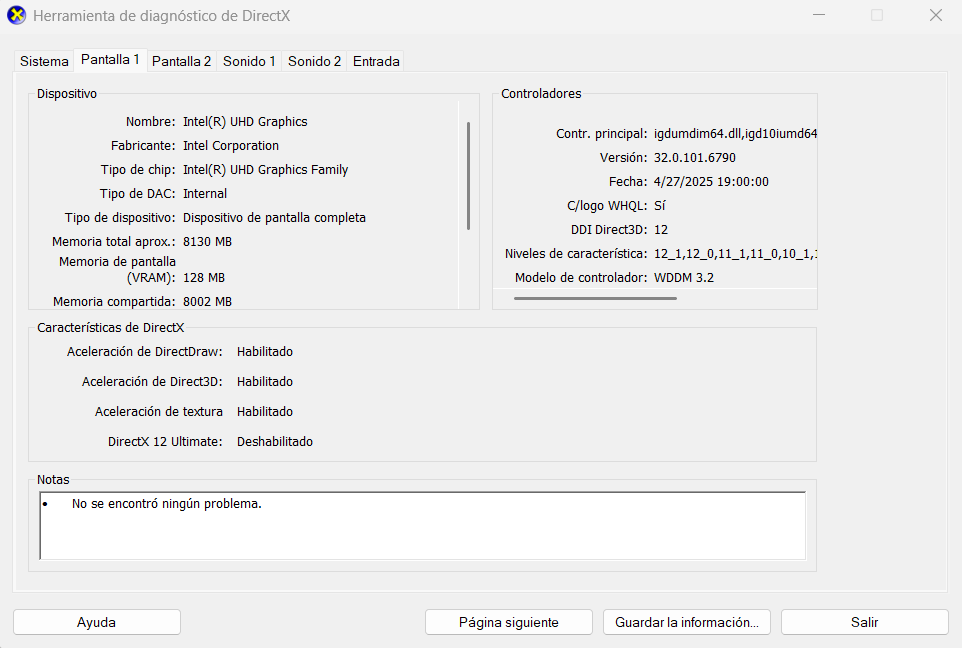 Herramienta de diagnóstico de DirectX
Sistema Pantalla 1 Pantalla 2 Sonido 1 Sonido 2 Entrada
Dispositivo
Nombre: Intel(R) UHD Graphics
Fabricante: Intel Corporation
Tipo de chip: Intel(R) UHD Graphics Family
Tipo de DAC: Internal
Tipo de dispositivo: Dispositivo de pantalla completa
Memoria total aprox.: 8130 MB
Memoria de pantalla
(VRAM): 128 MB
Memoria compartida: 8002 MB
Controladores
Contr. principal: igdumdim64.dll,igd10iumd64
Versión: 32.0.101.6790
Fecha: 4/27/2025 19:00:00
C/logo WHQL: Sí
DDI Direct3D: 12
Niveles de característica: 12_1,12_0,11_1,11_0,10_1,1
Modelo de controlador: WDDM 3.2
Características de DirectX
Aceleración de DirectDraw: Habilitado
Aceleración de Direct3D: Habilitado
Aceleración de textura Habilitado
DirectX 12 Ultimate: Deshabilitado
Notas
• No se encontró ningún problema.
Ayuda Página siguiente Guardar la información... Salir